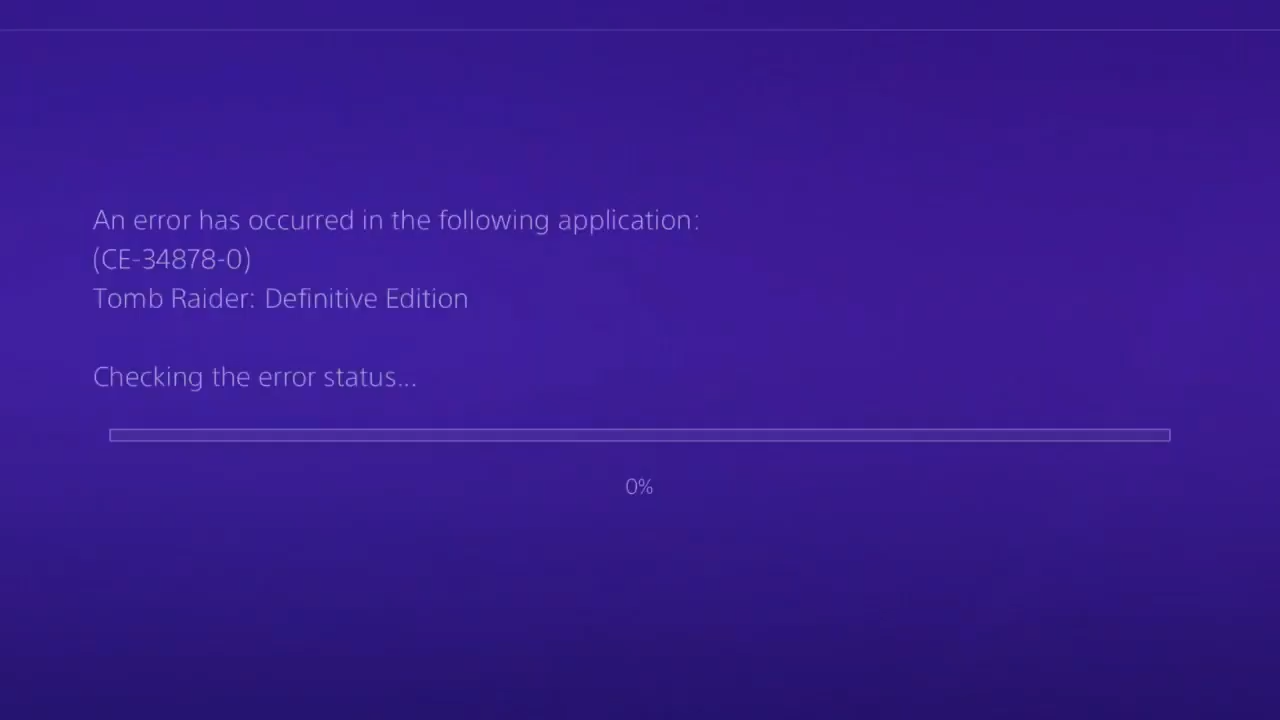 An error has occurred in the following application:
(CE-34878-0)
Tomb Raider: Definitive Edition
Checking the error status...
0%